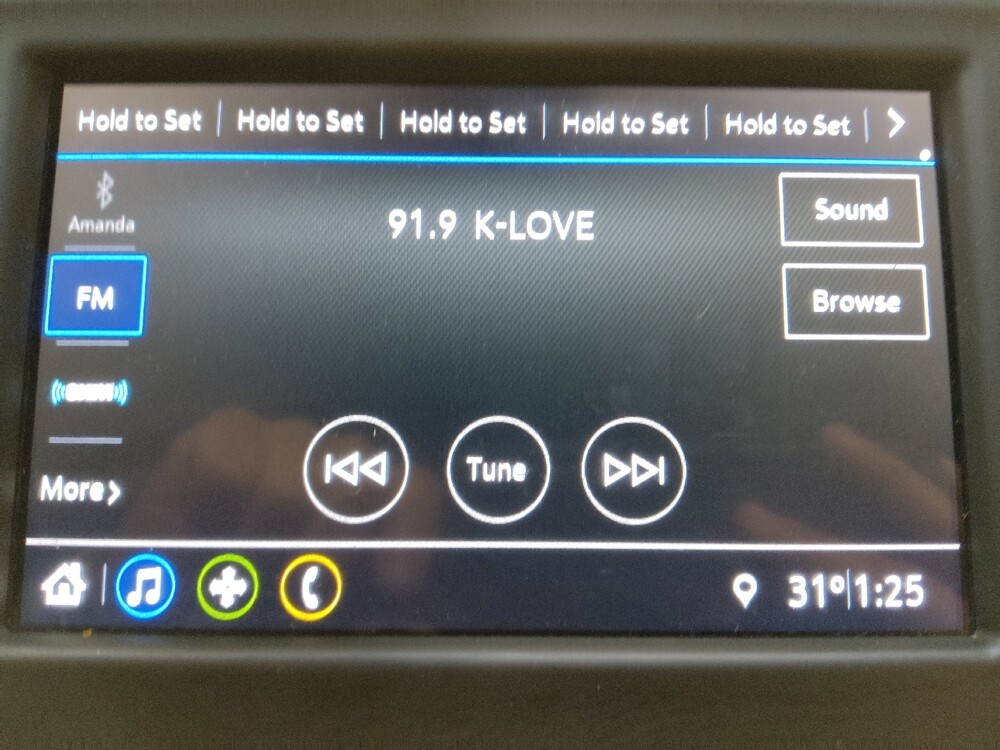 Hold to Set Hold to Set Hold to Set Hold to Set Hold to Set
Amanda
91.9 K-LOVE
Sound
FM
Browse
More
Tune
31° 1:25